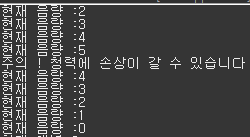 현재 음량 :2
현재 음량 :3
현재 음량 :4
현재 음량 :5
주의 ! 청력에 손상이 갈 수 있습니다
현재 음량 :4
현재 음량 :3
현재 음량 :2
현재 음량 :1
현재 음량 :0